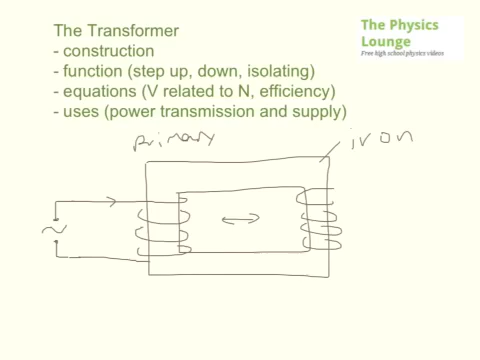 The Transformer
- construction
- function (step up, down, isolating)
- equations (V related to N, efficiency)
- uses (power transmission and supply)
The Physics
Lounge
Free high school physics videos
primary
iron